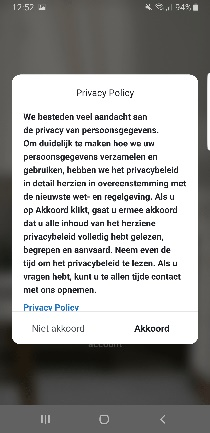 12:52
94%
Privacy Policy
We besteden veel aandacht aan
de privacy van persoonsgegevens.
Om duidelijk te maken hoe we uw
persoonsgegevens verzamelen en
gebruiken, hebben we het privacybeleid
in detail herzien in overeenstemming met
de nieuwste wet- en regelgeving. Als u
op Akkoord klikt, gaat u ermee akkoord
dat u alle inhoud van het herziene
privacybeleid volledig hebt gelezen,
begrepen en aanvaard. Neem even de
tijd om het privacybeleid te lezen. Als u
vragen hebt, kunt u te allen tijde contact
met ons opnemen.
Privacy Policy
Niet akkoord Akkoord
account